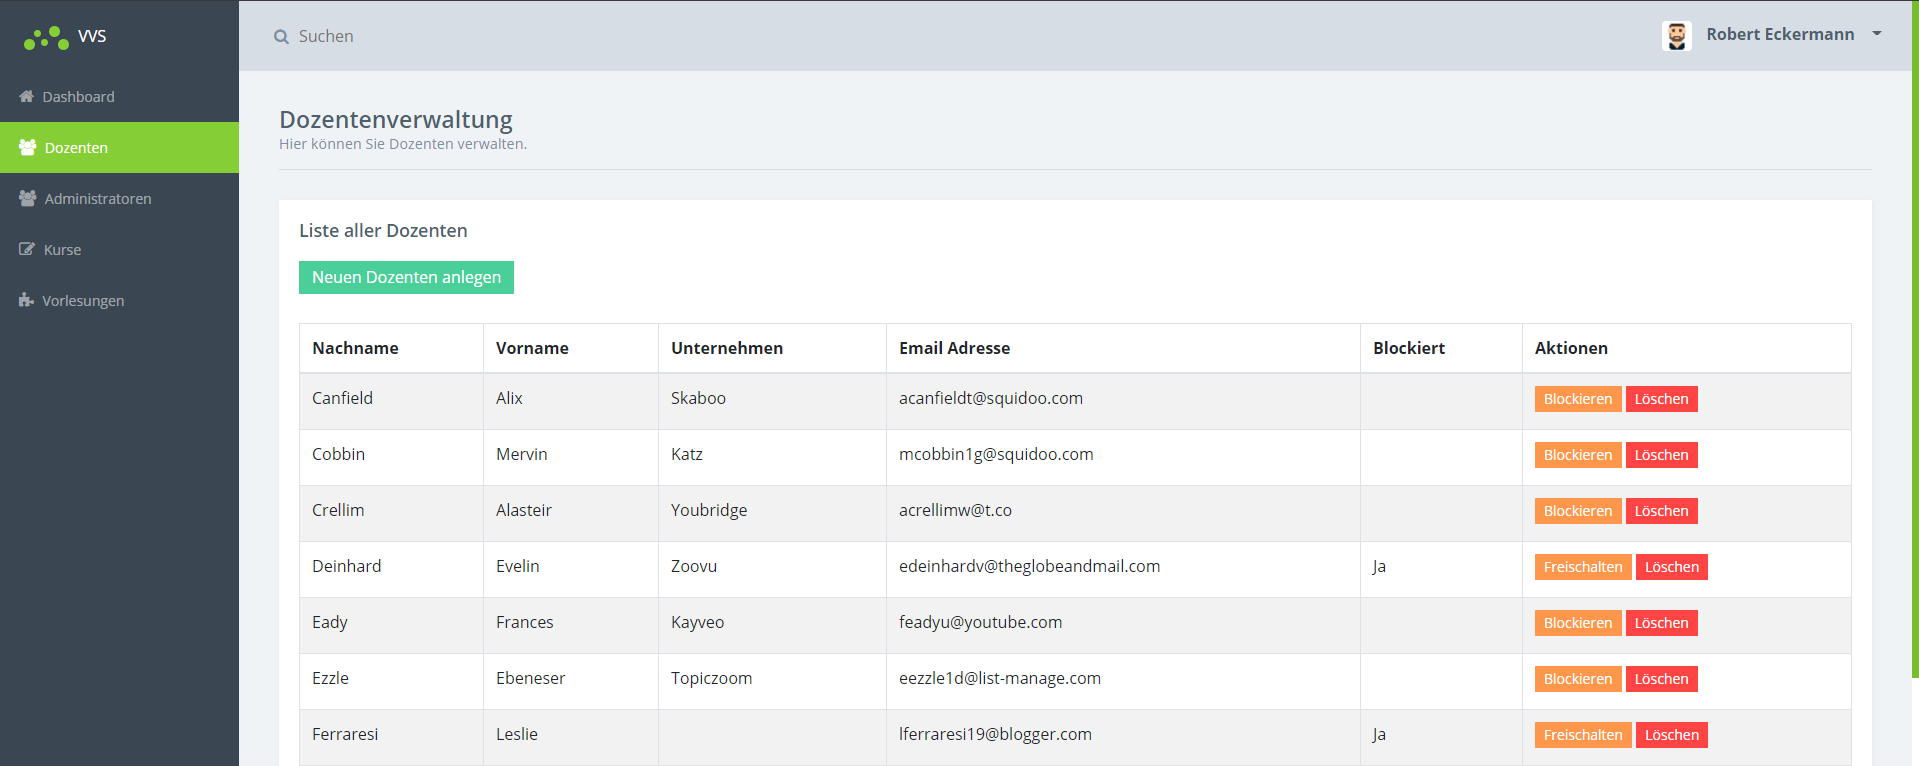 VVS
Suchen
Robert Eckermann
Dashboard
Dozenten
Administratoren
Kurse
Vorlesungen
Dozentenverwaltung
Hier können Sie Dozenten verwalten.
Liste aller Dozenten
Neuen Dozenten anlegen
Nachname Vorname Unternehmen Email Adresse Blockiert Aktionen
Canfield Alix Skaboo acanfieldt@squidoo.com Blockieren Löschen
Cobbin Mervin Katz mcobbin1g@squidoo.com Blockieren Löschen
Crellim Alasteir Youbridge acrellimw@t.co Blockieren Löschen
Deinhard Evelin Zoovu edeinhardv@theglobeandmail.com Ja Freischalten Löschen
Eady Frances Kayveo feadyu@youtube.com Blockieren Löschen
Ezzle Ebeneser Topiczoom eezzle1d@list-manage.com Blockieren Löschen
Ferraresi Leslie lferraresi19@blogger.com Ja Freischalten Löschen